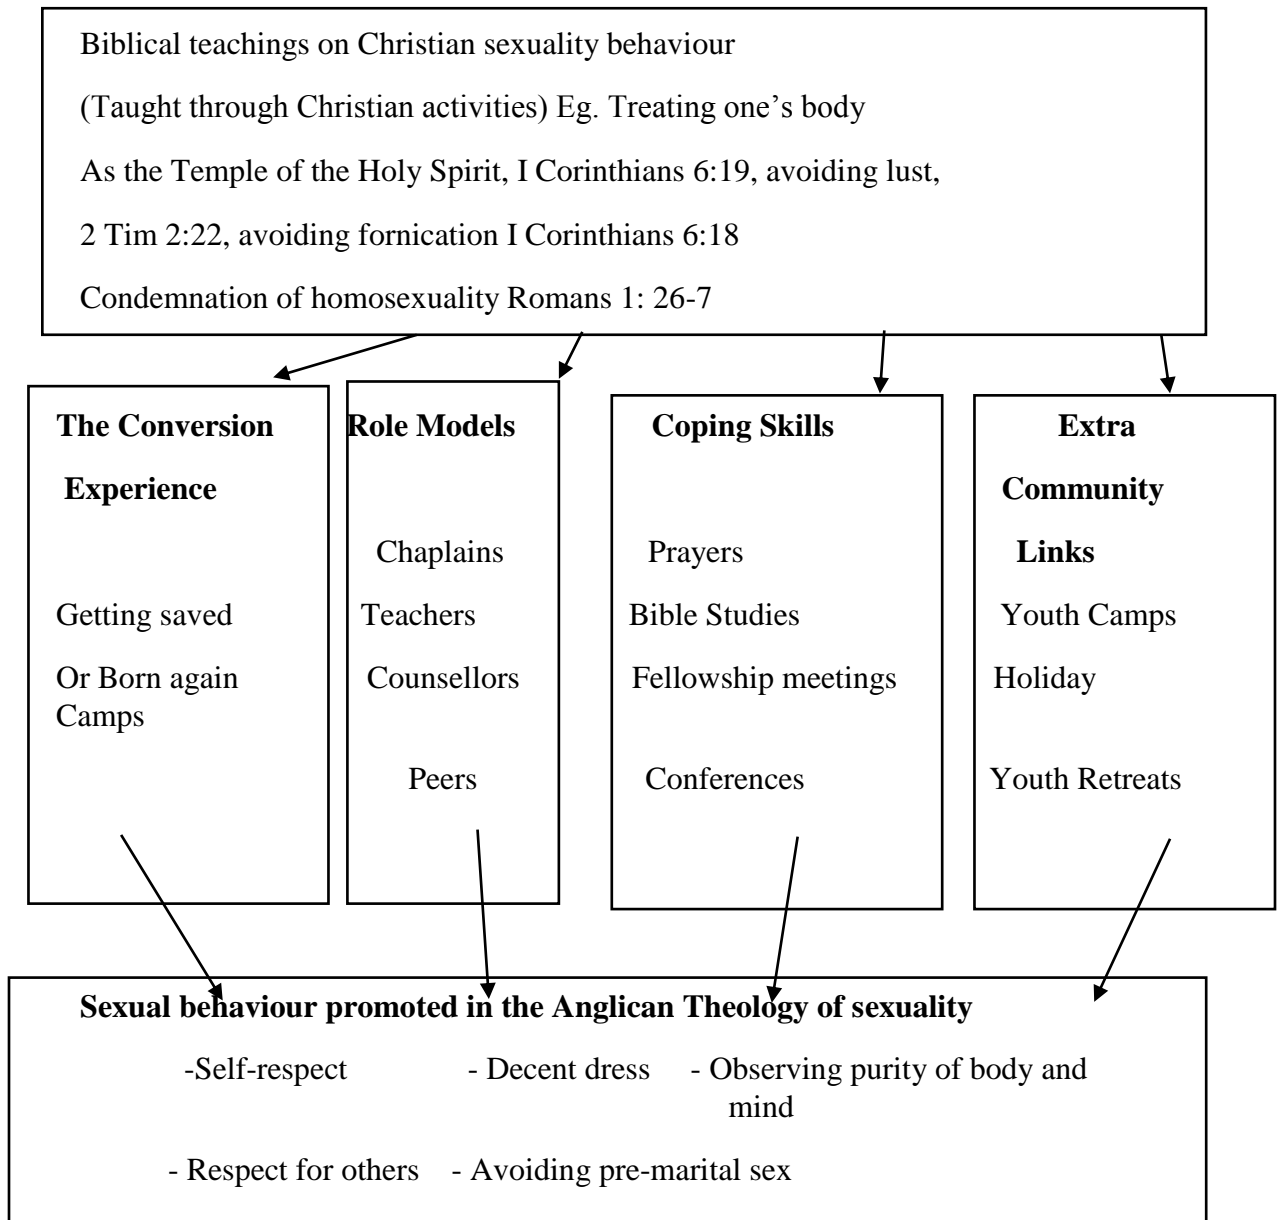 Biblical teachings on Christian sexuality behaviour
(Taught through Christian activities) Eg. Treating one’s body
As the Temple of the Holy Spirit, I Corinthians 6:19, avoiding lust,
2 Tim 2:22, avoiding fornication I Corinthians 6:18
Condemnation of homosexuality Romans 1: 26-7
The Conversion
Experience
Getting saved
Or Born again
Camps
Role Models
Chaplains
Teachers
Counsellors
Peers
Coping Skills
Prayers
Bible Studies
Fellowship meetings
Conferences
Extra
Community
Links
Youth Camps
Holiday
Youth Retreats
Sexual behaviour promoted in the Anglican Theology of sexuality
-Self-respect - Decent dress - Observing purity of body and
mind
- Respect for others - Avoiding pre-marital sex